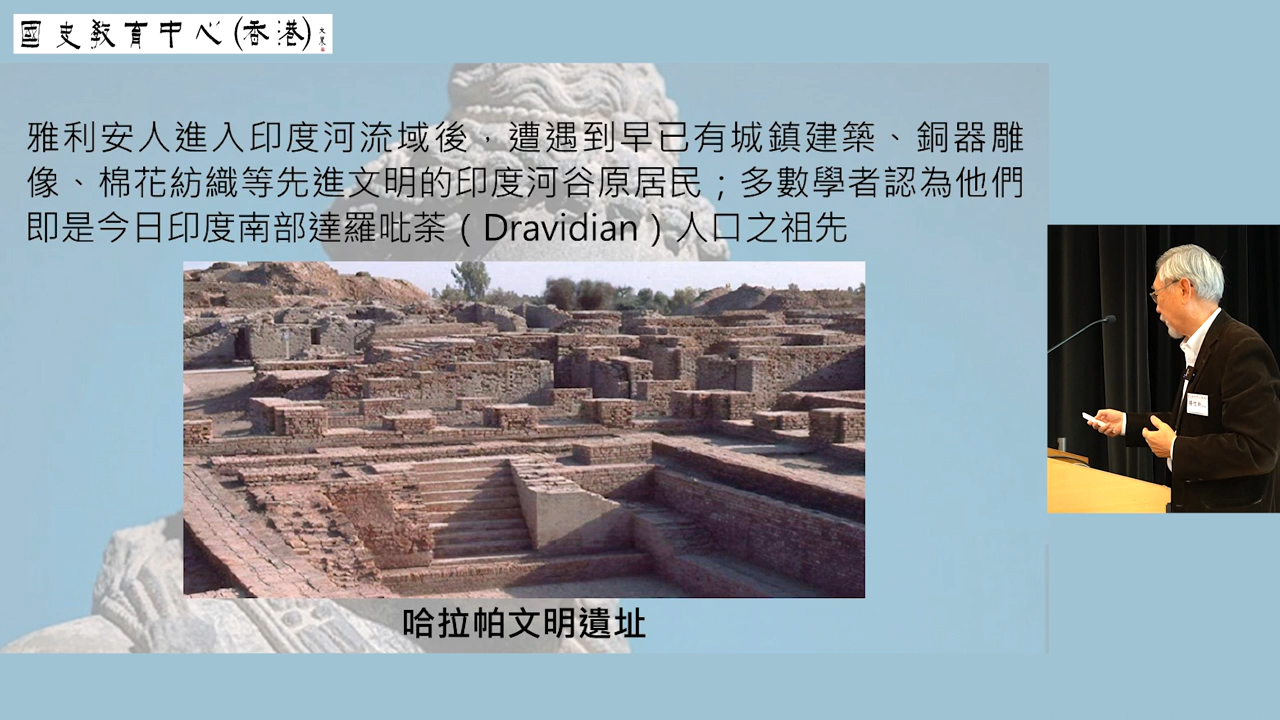 國史教育中心(香港)
雅利安人進入印度河流域後，遭遇到早已有城鎮建築、銅器雕
像、棉花紡織等先進文明的印度河谷原居民；多數學者認為他們
即是今日印度南部達羅吡荼（Dravidian）人口之祖先
哈拉帕文明遺址